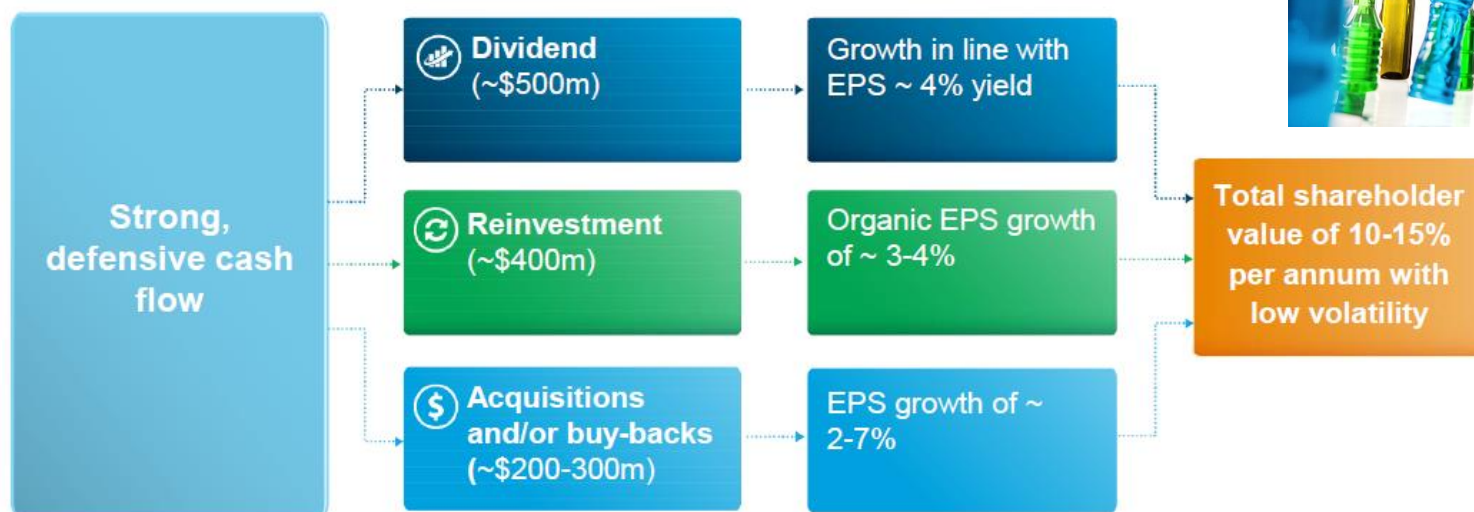 Strong,
defensive cash
flow
Dividend
(~$500m)
Growth in line with
EPS ~ 4% yield
Reinvestment
(~$400m)
Organic EPS growth
of ~ 3-4%
$
Acquisitions
and/or buy-backs
(~$200-300m)
EPS growth of ~
2-7%
Total shareholder
value of 10-15%
per annum with
low volatility